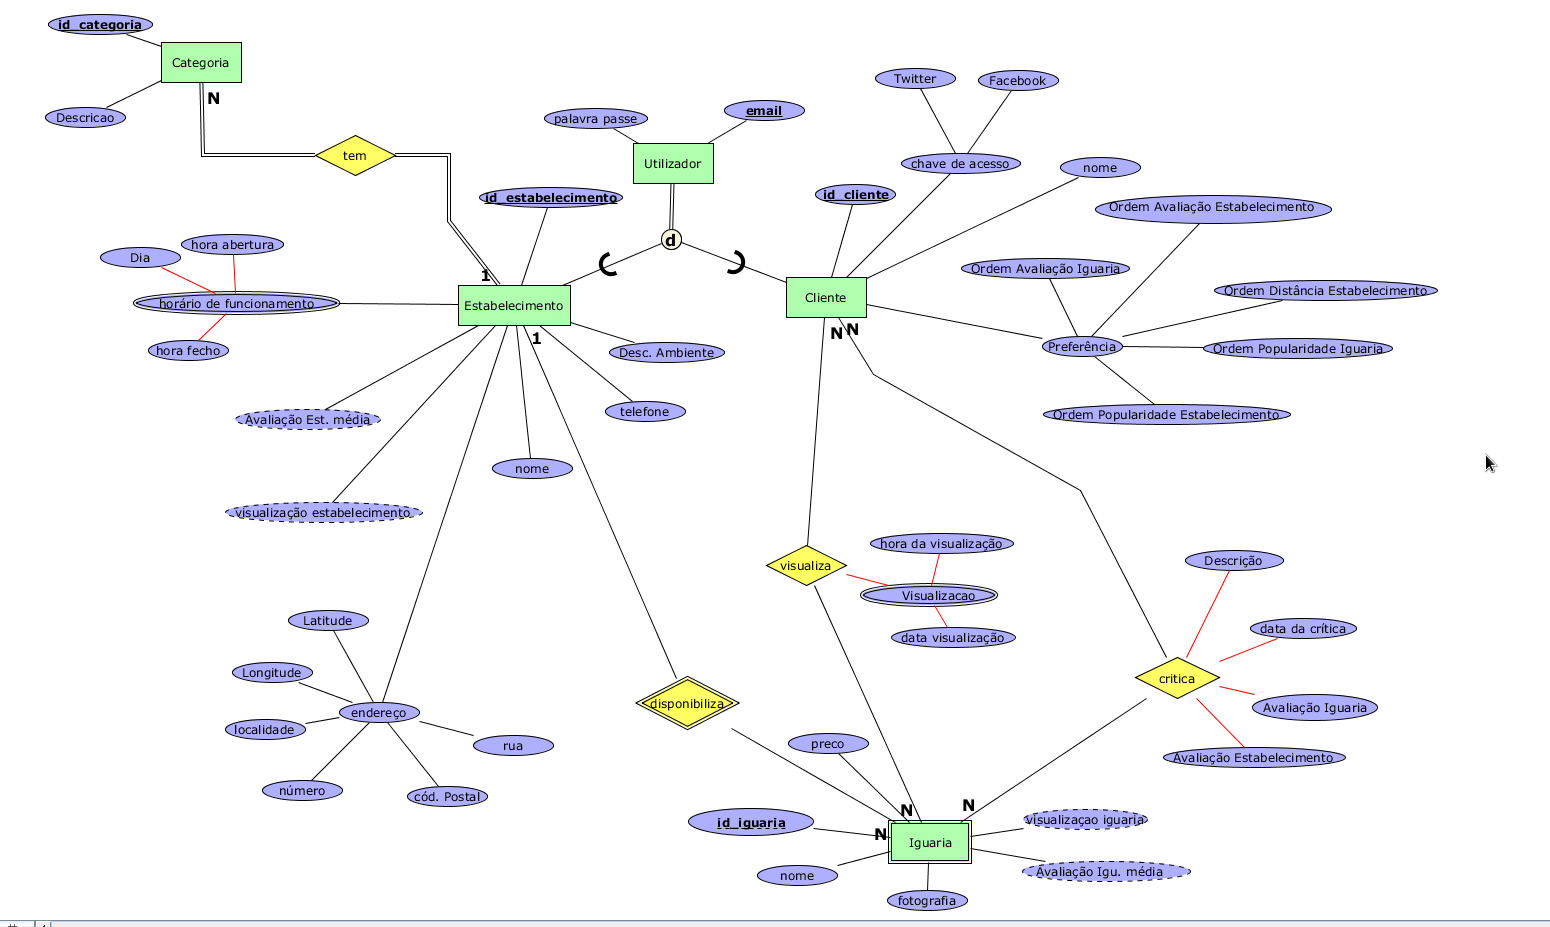 id_categoria
Categoria
N
Descricao
tem
palavra passe
email
Utilizador
d
Twitter
Facebook
chave de acesso
nome
id_cliente
Ordem Avaliação Estabelecimento
Ordem Avaliação Iguaria
Ordem Distância Estabelecimento
Preferência
Ordem Popularidade Iguaria
Ordem Popularidade Estabelecimento
Cliente
N
N
id_estabelecimento
1
Estabelecimento
1
hora abertura
Dia
horário de funcionamento
hora fecho
Desc. Ambiente
telefone
nome
Avaliação Est. média
visualização estabelecimento
Latitude
Longitude
endereço
localidade
rua
número
cód. Postal
disponibiliza
visualiza
hora da visualização
Visualizacao
data visualização
Descrição
data da crítica
critica
Avaliação Iguaria
Avaliação Estabelecimento
preco
N
N
id_iguaria
N
Iguaria
visualizaçao iguaria
Avaliação Igu. média
nome
fotografia